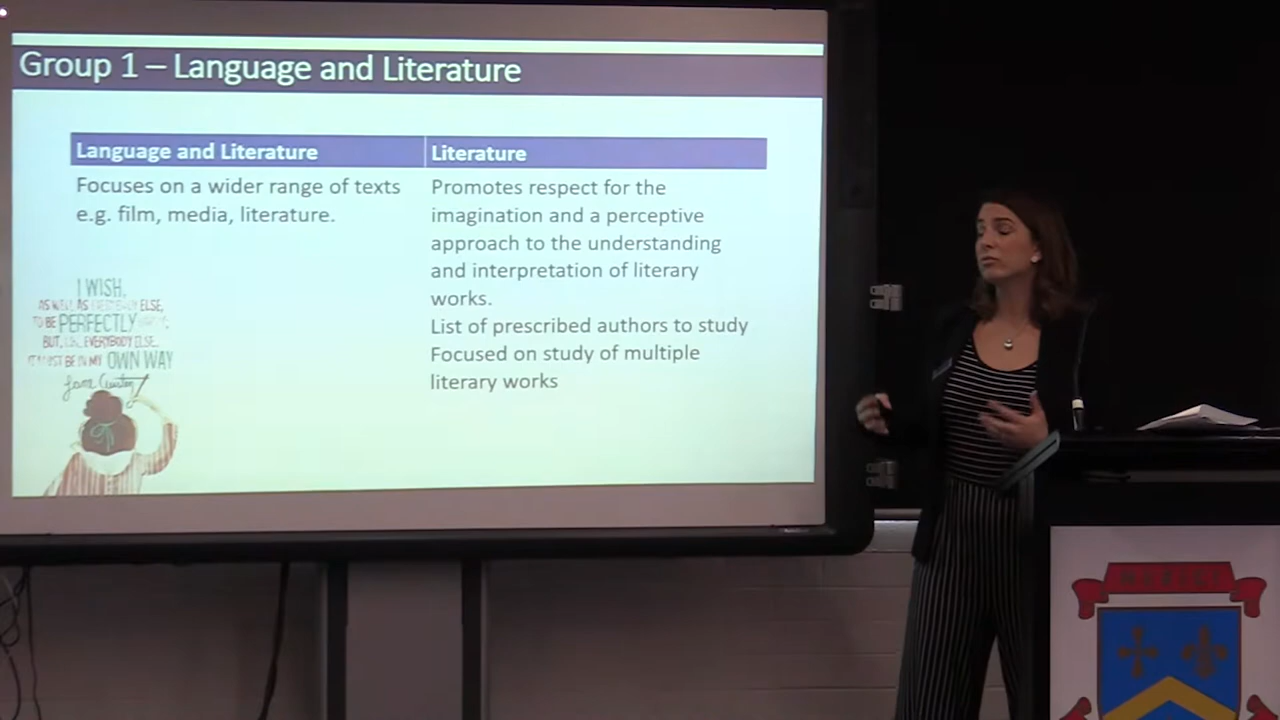 Group 1 – Language and Literature
Language and Literature
Literature
Focuses on a wider range of texts
e.g. film, media, literature.
Promotes respect for the
imagination and a perceptive
approach to the understanding
and interpretation of literary
works.
List of prescribed authors to study
Focused on study of multiple
literary works
I WISH,
AS WELL AS EVERYBODY ELSE,
TO BE PERFECTLY
BUT, EVERYBODY ELSE,
IT MUST BE IN MY OWN WAY
Jane Austen